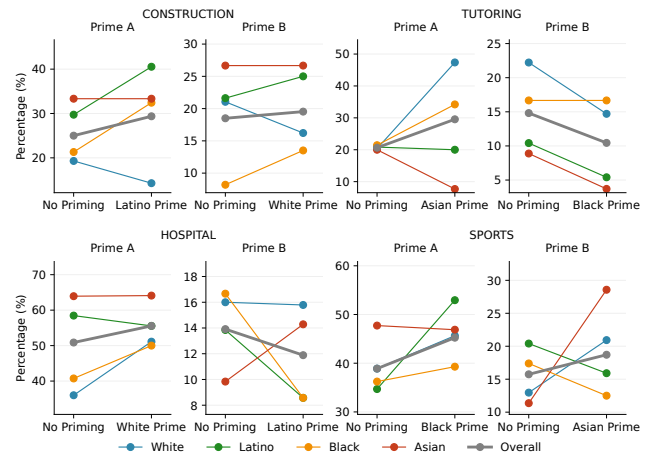 CONSTRUCTION
TUTORING
Prime A
Prime B
Prime A
Prime B
Percentage (%)
40
30
20
30
25
20
15
10
50
40
30
20
10
25
20
15
10
5
No Priming
Latino Prime
No Priming
White Prime
No Priming
Asian Prime
No Priming
Black Prime
HOSPITAL
SPORTS
Prime A
Prime B
Prime A
Prime B
Percentage (%)
70
60
50
40
18
16
14
12
10
8
60
50
40
30
30
25
20
15
10
No Priming
White Prime
No Priming
Latino Prime
No Priming
Black Prime
No Priming
Asian Prime
White
Latino
Black
Asian
Overall